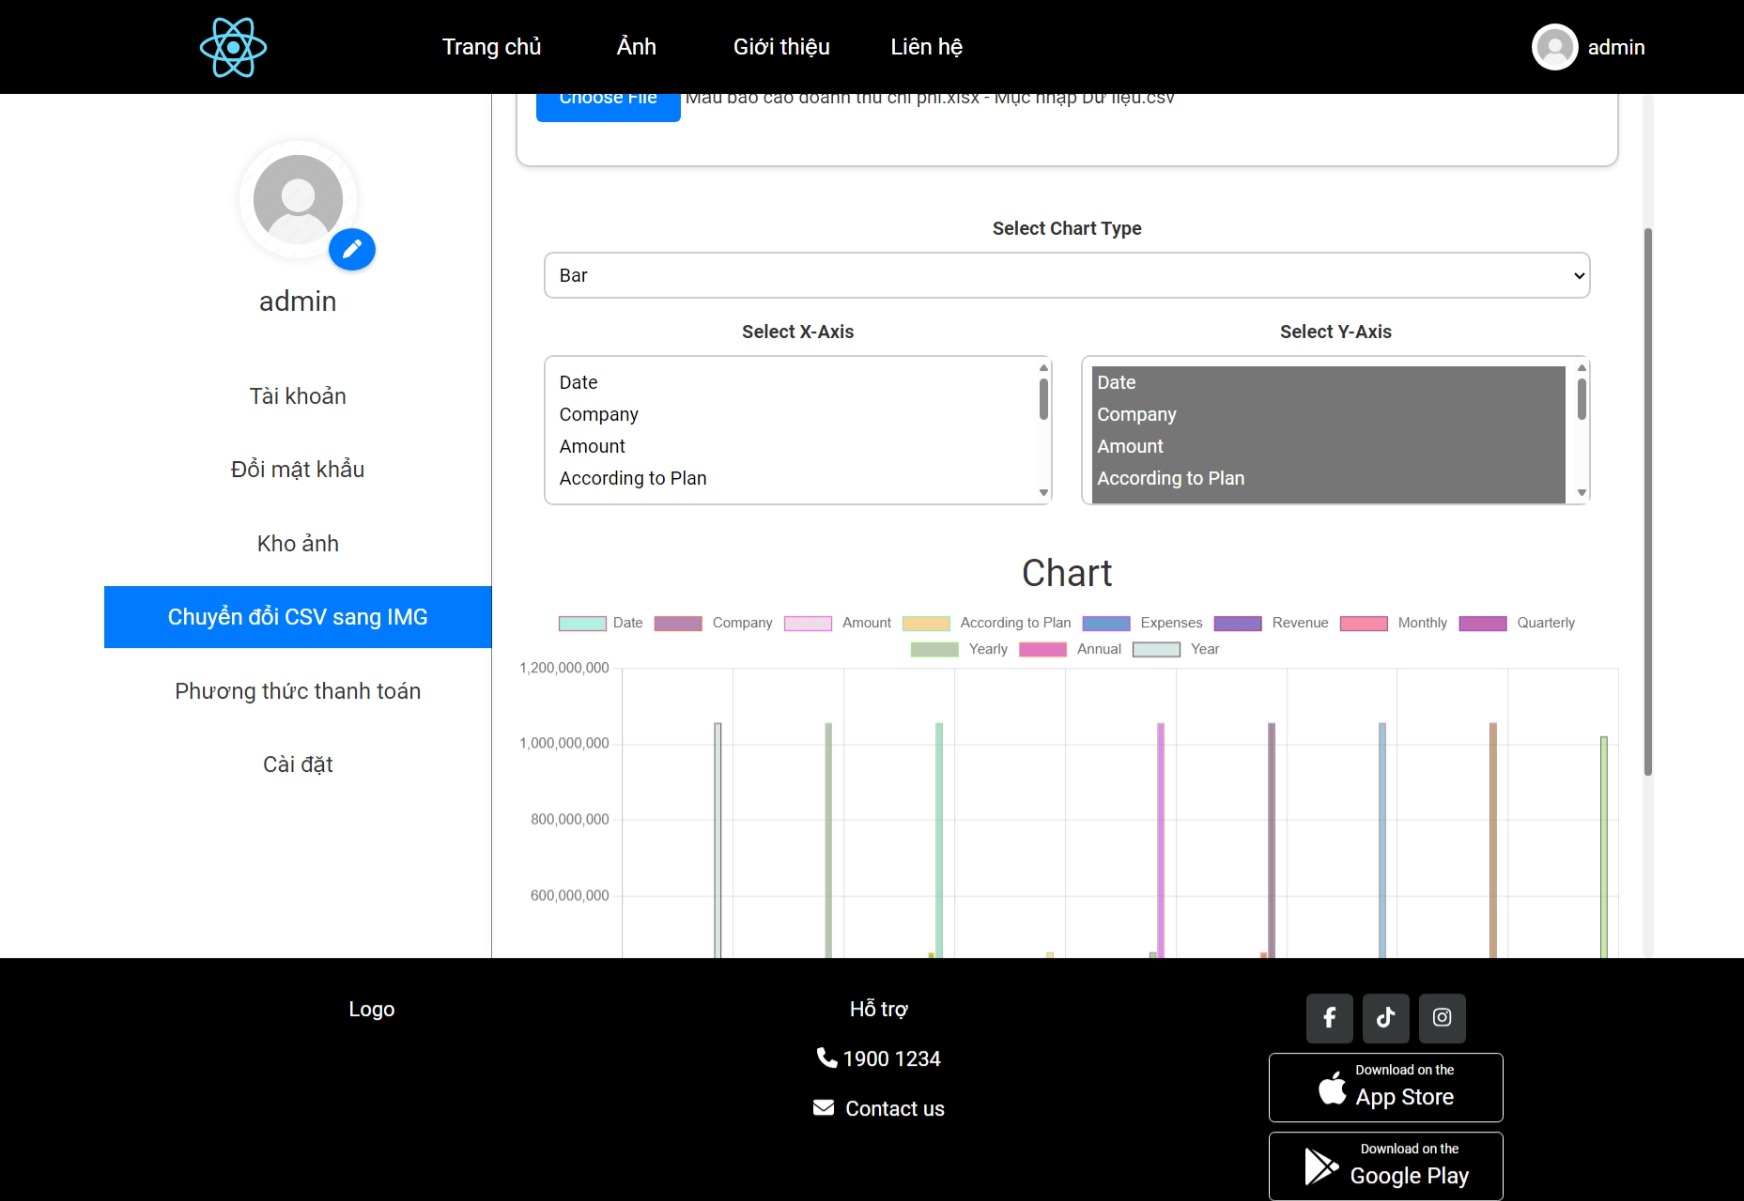 Trang chủ
Ảnh
Giới thiệu
Liên hệ
admin
Choose File Mẫu báo cáo doanh thu chi phí.xlsx - Mục nhập Dữ liệu.csv
admin
Tài khoản
Đổi mật khẩu
Kho ảnh
Chuyển đổi CSV sang IMG
Phương thức thanh toán
Cài đặt
Select Chart Type
Bar
Select X-Axis
Date
Company
Amount
According to Plan
Select Y-Axis
Date
Company
Amount
According to Plan
Chart
Date Company Amount According to Plan Expenses Revenue Monthly Quarterly
Yearly Annual Year
1,200,000,000
1,000,000,000
800,000,000
600,000,000
Logo
Hỗ trợ
1900 1234
Contact us
Download on the
App Store
Download on the
Google Play